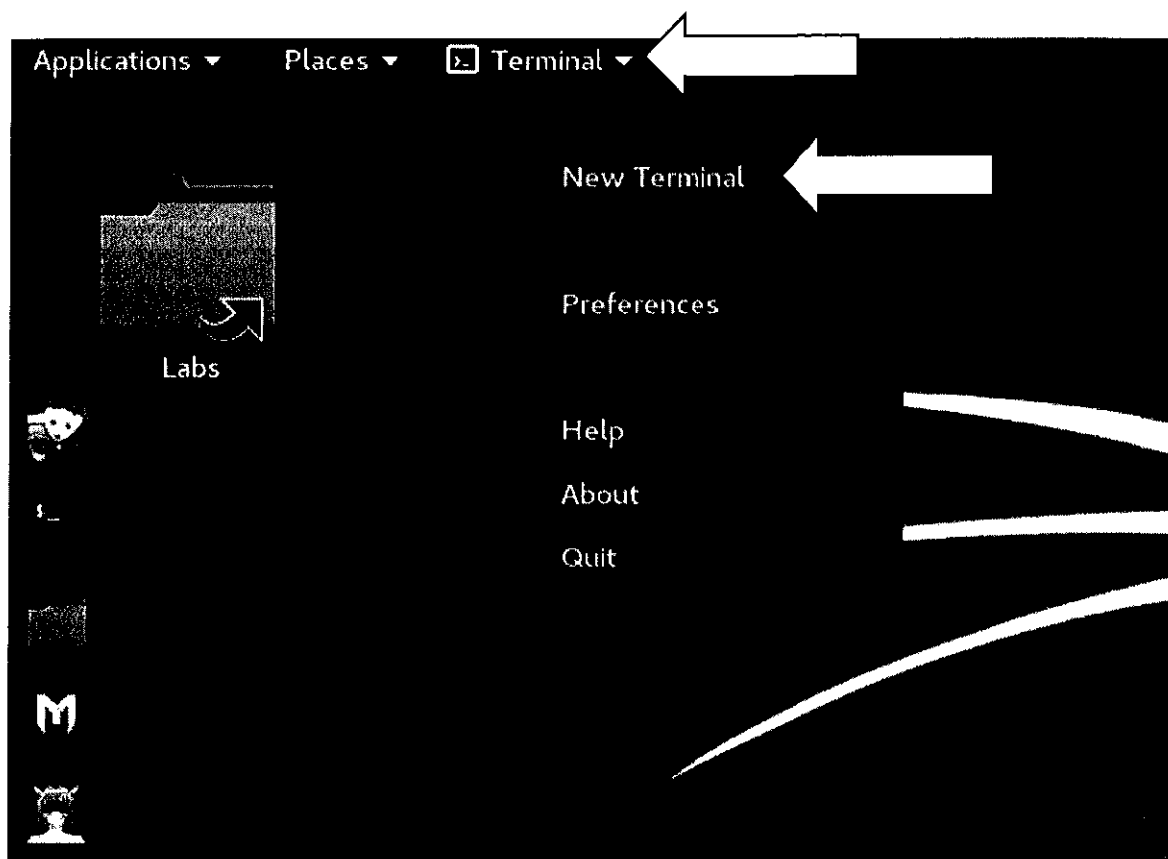 Applications Places Terminal
New Terminal
Preferences
Labs
Help
About
$_
Quit
M